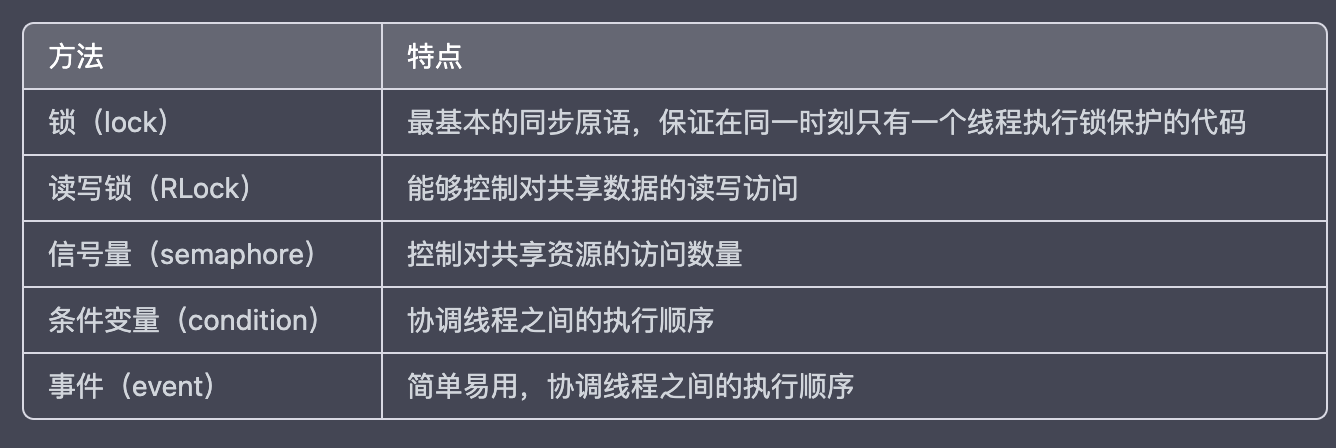 方法 特点
锁（lock） 最基本的同步原语，保证在同一时刻只有一个线程执行锁保护的代码
读写锁（RLock） 能够控制对共享数据的读写访问
信号量（semaphore） 控制对共享资源的访问数量
条件变量（condition） 协调线程之间的执行顺序
事件（event） 简单易用，协调线程之间的执行顺序